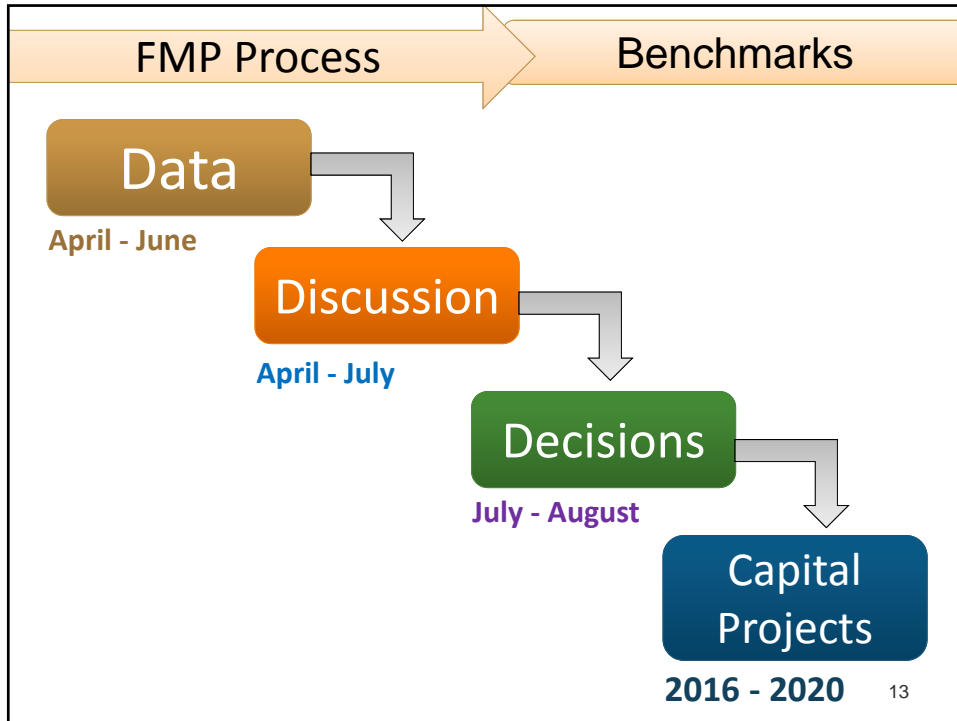 FMP Process
Benchmarks
Data
April - June
Discussion
April - July
Decisions
July - August
Capital
Projects
2016 - 2020
13